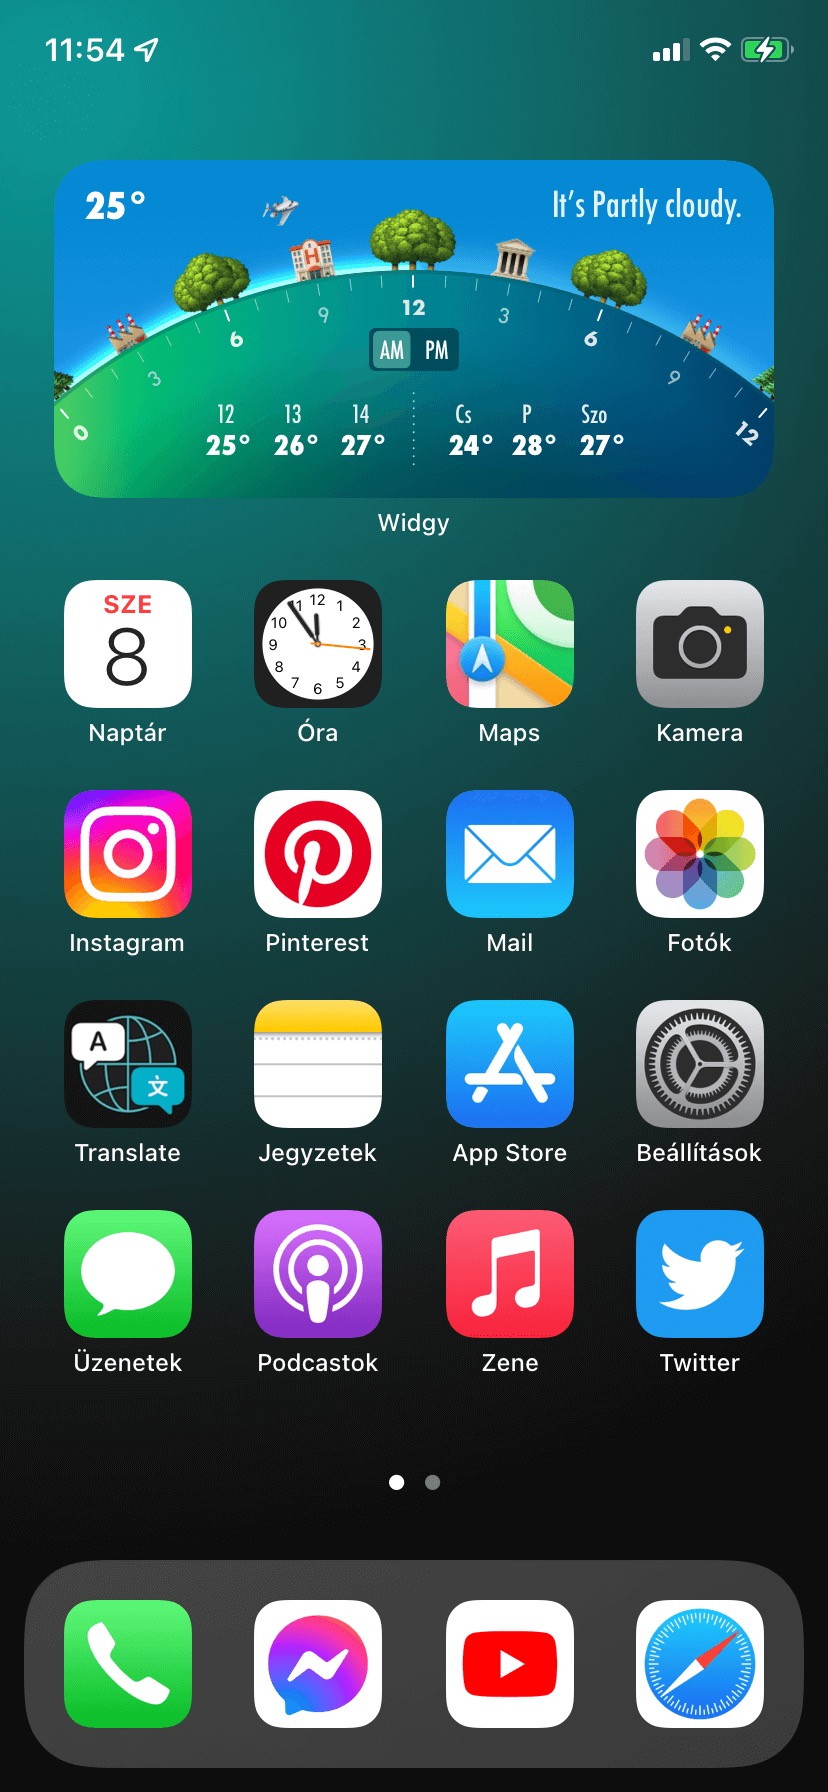 11:54
25° It's Partly cloudy.
0 3 6 9 12 3 6 9 12
AM PM
12 13 14 Cs P Szo
25° 26° 27° 24° 28° 27°
Widgy
SZE
8
12 1 2 3 4 5 6 7 8 9 10 11
Naptár Óra Maps Kamera
Instagram Pinterest Mail Fotók
A 文
Translate Jegyzetek App Store Beállítások
Üzenetek Podcastok Zene Twitter